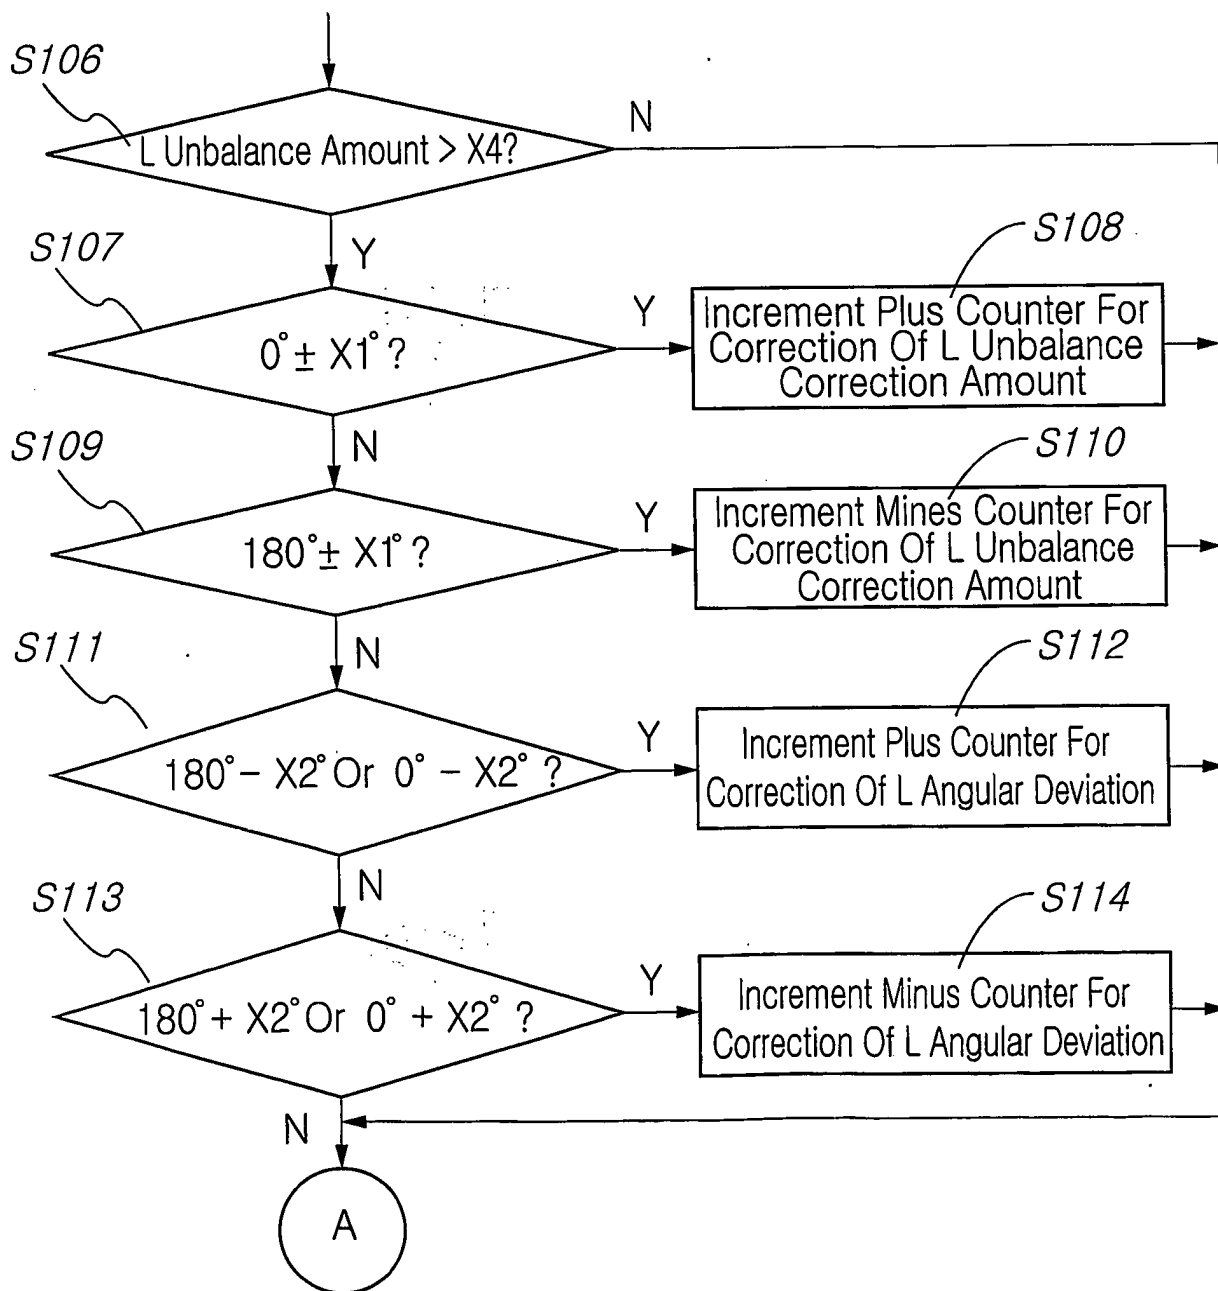 S106
L Unbalance Amount > X4?
N
Y
S107
0°± X1°?
Y
S108
Increment Plus Counter For
Correction Of L Unbalance
Correction Amount
N
S109
180°± X1°?
Y
S110
Increment Mines Counter For
Correction Of L Unbalance
Correction Amount
N
S111
180°− X2°Or 0° − X2° ?
Y
S112
Increment Plus Counter For
Correction Of L Angular Deviation
N
S113
180°+ X2°Or 0° + X2° ?
Y
S114
Increment Minus Counter For
Correction Of L Angular Deviation
N
A